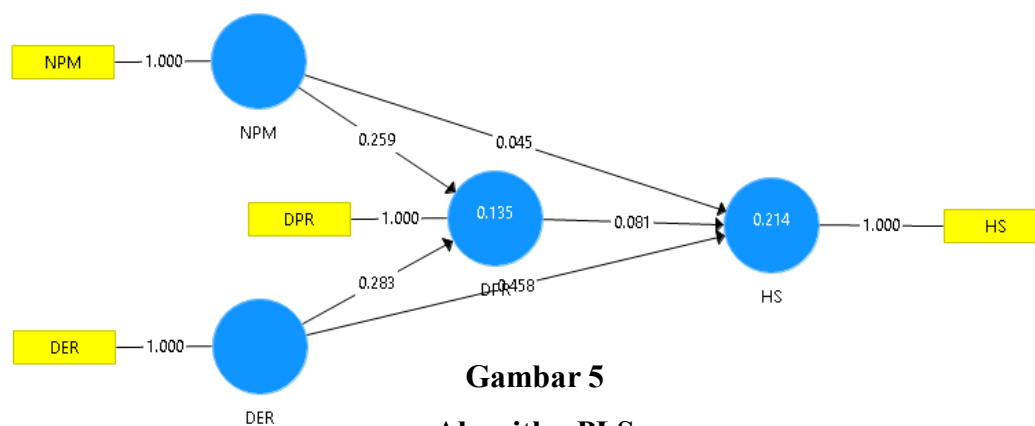 NPM
1.000
NPM
0.259
0.045
DPR
1.000
0.135
0.081
0.214
1.000
HS
0.283
0.458
DPR
HS
DER
1.000
DER
Gambar 5